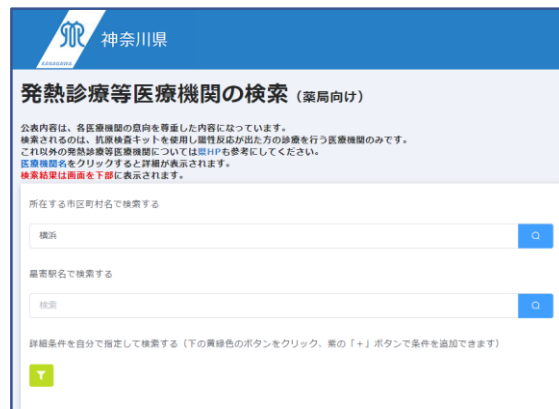 KANAGAWA
神奈川県
発熱診療等医療機関の検索（薬局向け）
公表内容は、各医療機関の意向を尊重した内容になっています。
検索されるのは、抗原検査キットを使用し陽性反応が出た方の診療を行う医療機関のみです。
これ以外の発熱診療等医療機関については県HPも参考にしてください。
医療機関名をクリックすると詳細が表示されます。
検索結果は画面を下部に表示されます。
所在する市区町村名で検索する
横浜
最寄駅名で検索する
検索
詳細条件を自分で指定して検索する（下の黄緑色のボタンをクリック、紫の「＋」ボタンで条件を追加できます）